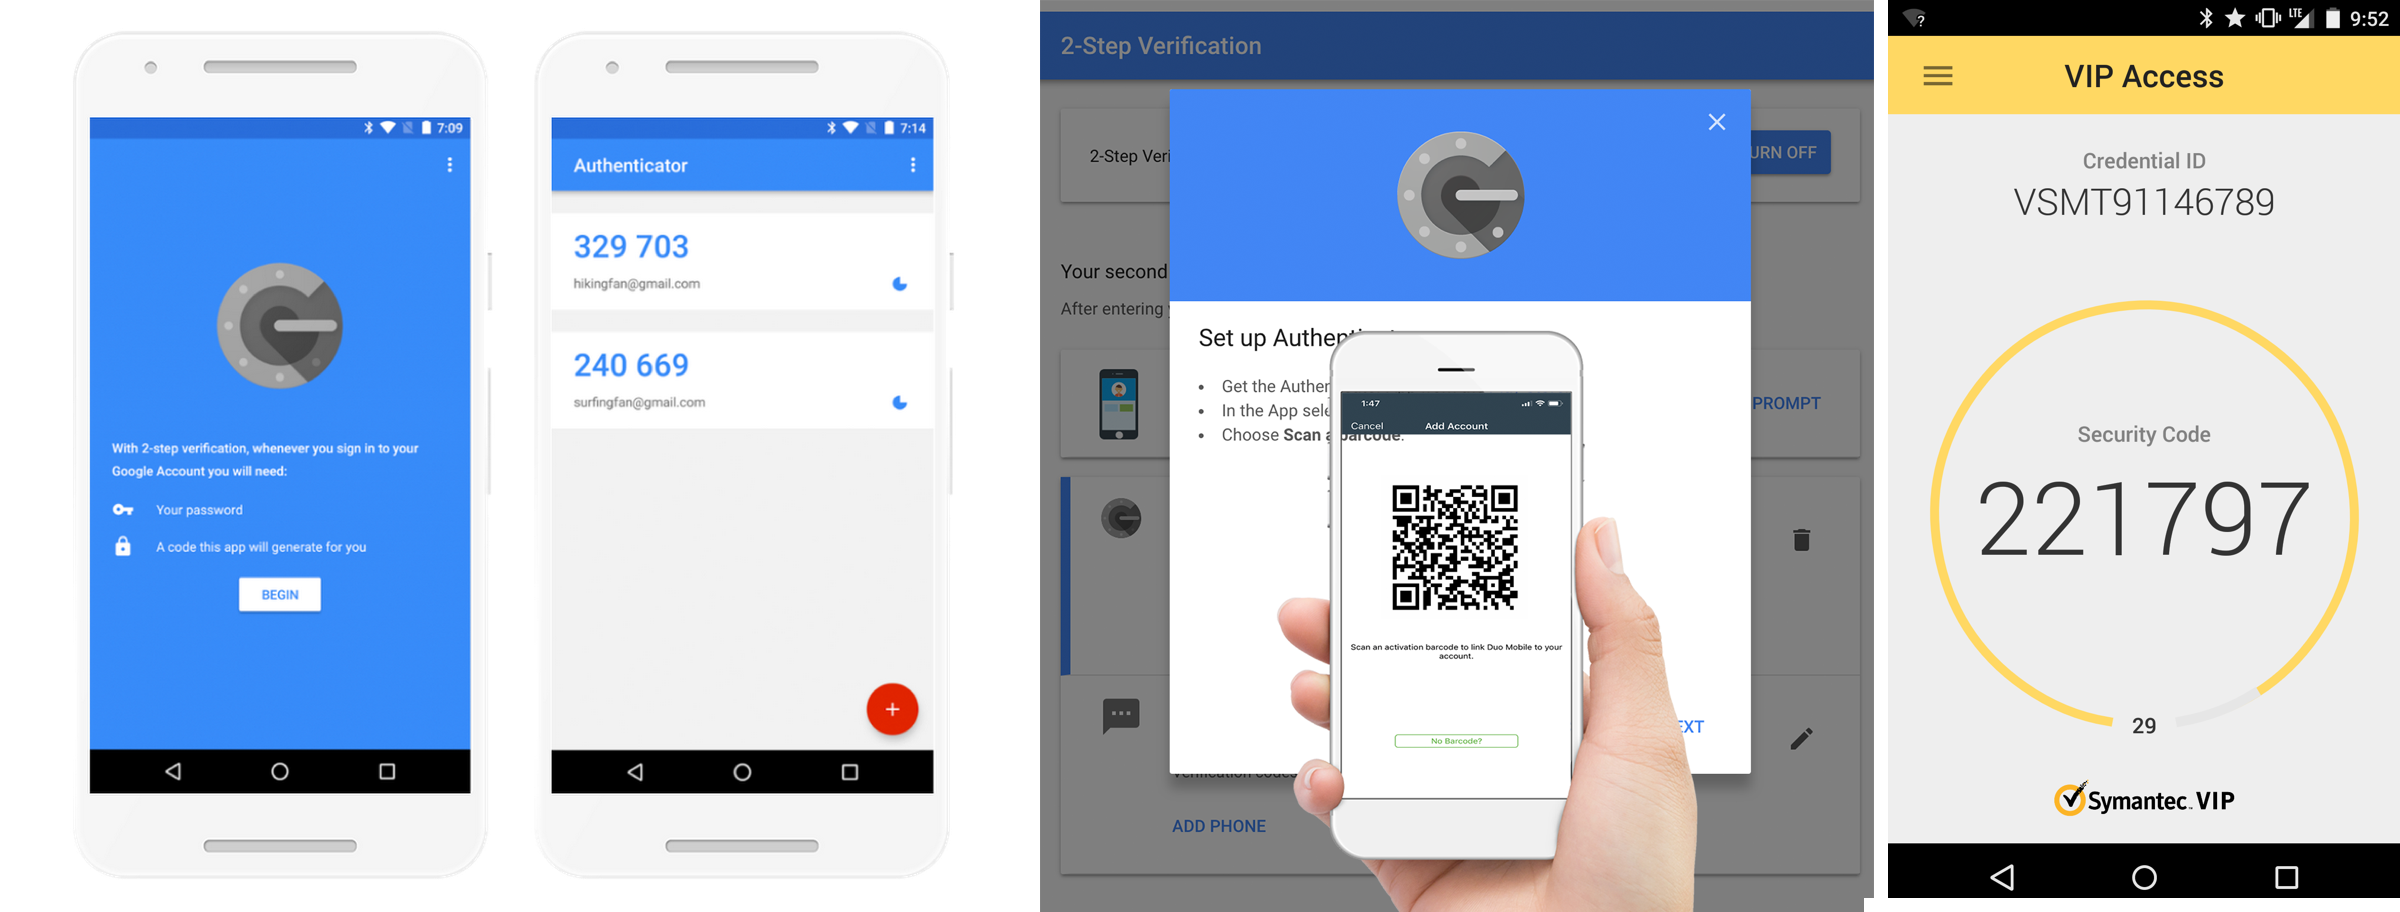 7:09
With 2-step verification, whenever you sign in to your
Google Account you will need:
Your password
A code this app will generate for you
BEGIN
7:14
Authenticator
329 703
hikingfan@gmail.com
240 669
surfingfan@gmail.com
2-Step Verification
2-Step Veri
URN OFF
Your second
After entering
Set up Authenticat
Get the Authen
In the App sele
Choose Scan a barcode.
PROMPT
1:47
Cancel
Add Account
Scan an activation barcode to link Duo Mobile to your
account.
No Barcode?
EXT
ADD PHONE
9:52
LTE
VIP Access
Credential ID
VSMT91146789
Security Code
221797
29
Symantec VIP